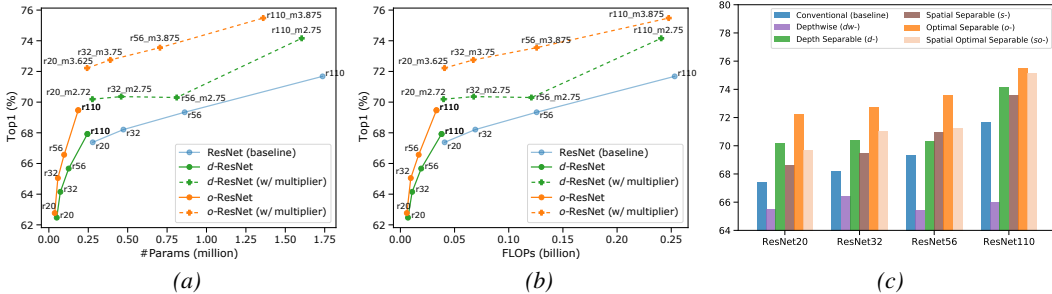 76
74
72
70
68
66
64
62
Top1 (%)
r110_m3.875
r56_m3.875
r32_m3.75
r20_m3.625
r110_m2.75
r20_m2.72
r32_m2.75
r56_m2.75
r110
r110
r110
r56
r56
r56
r32
r32
r32
r20
r20
r20
ResNet (baseline)
d-ResNet
d-ResNet (w/ multiplier)
o-ResNet
o-ResNet (w/ multiplier)
0.00 0.25 0.50 0.75 1.00 1.25 1.50 1.75
#Params (million)
(a)
76
74
72
70
68
66
64
62
Top1 (%)
r110_m3.875
r56_m3.875
r32_m3.75
r20_m3.625
r110_m2.75
r20_m2.72
r32_m2.75
r56_m2.75
r110
r110
r110
r56
r56
r56
r32
r32
r32
r20
r20
r20
ResNet (baseline)
d-ResNet
d-ResNet (w/ multiplier)
o-ResNet
o-ResNet (w/ multiplier)
0.00 0.05 0.10 0.15 0.20 0.25
FLOPs (billion)
(b)
80
78
76
74
72
70
68
66
64
Conventional (baseline)
Depthwise (dw-)
Depth Separable (d-)
Spatial Separable (s-)
Optimal Separable (o-)
Spatial Optimal Separable (so-)
ResNet20 ResNet32 ResNet56 ResNet110
(c)